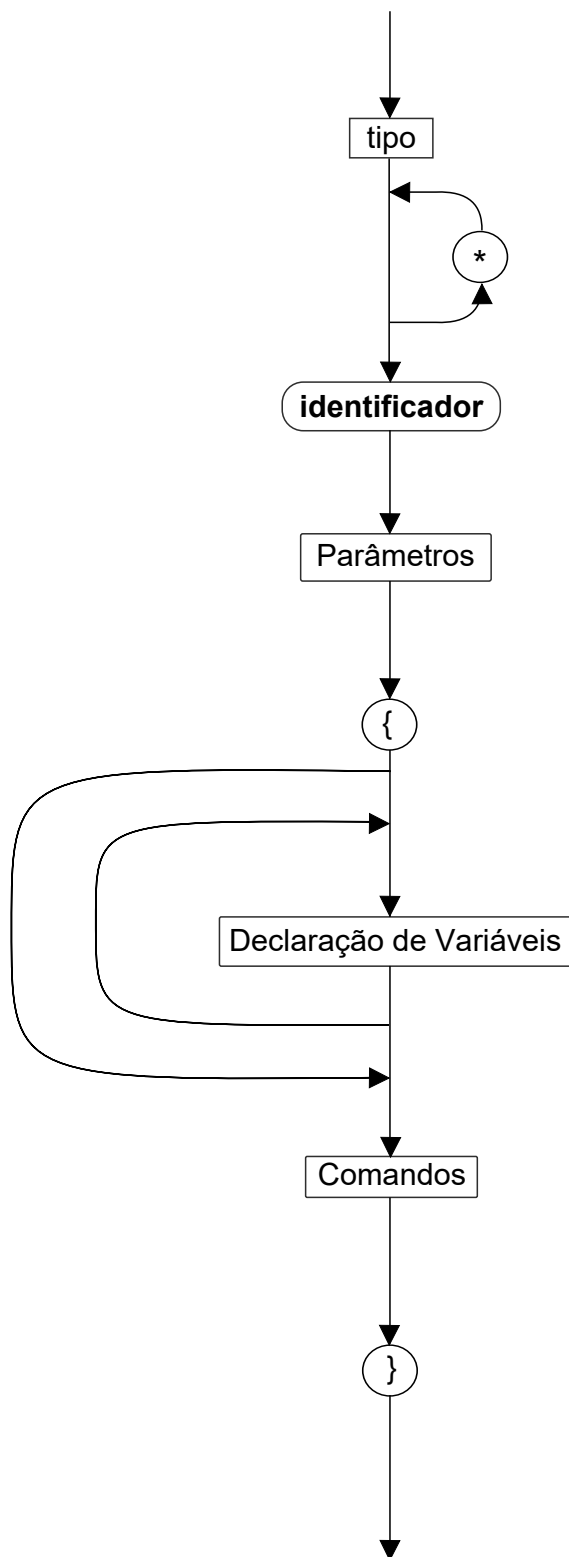 tipo
*
identificador
Parâmetros
{
Declaração de Variáveis
Comandos
}